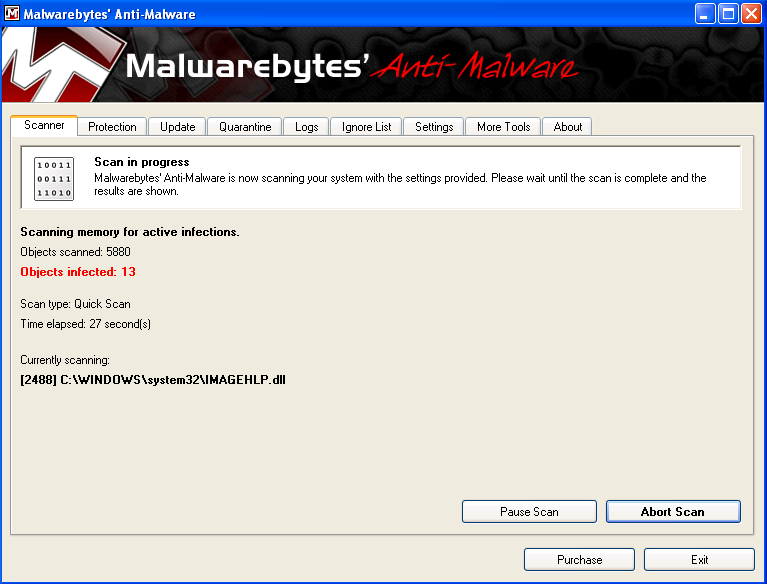 Malwarebytes' Anti-Malware
Malwarebytes' Anti-Malware
Scanner Protection Update Quarantine Logs Ignore List Settings More Tools About
10011
00111
11010
Scan in progress
Malwarebytes' Anti-Malware is now scanning your system with the settings provided. Please wait until the scan is complete and the
results are shown.
Scanning memory for active infections.
Objects scanned: 5880
Objects infected: 13
Scan type: Quick Scan
Time elapsed: 27 second(s)
Currently scanning:
[2488] C:\WINDOWS\system32\IMAGEHLP.dll
Pause Scan Abort Scan
Purchase Exit